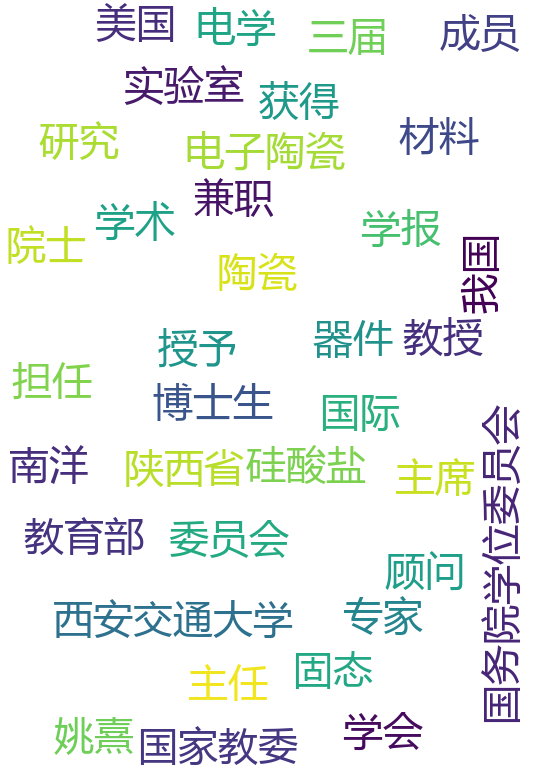 美国
电学
三届
成员
实验室
获得
材料
研究
电子陶瓷
兼职
学术
学报
院士
陶瓷
我国
授予
器件
教授
担任
博士生
国际
南洋
陕西省
硅酸盐
主席
国务院学位委员会
教育部
委员会
顾问
西安交通大学
专家
主任
固态
姚熹
国家教委
学会